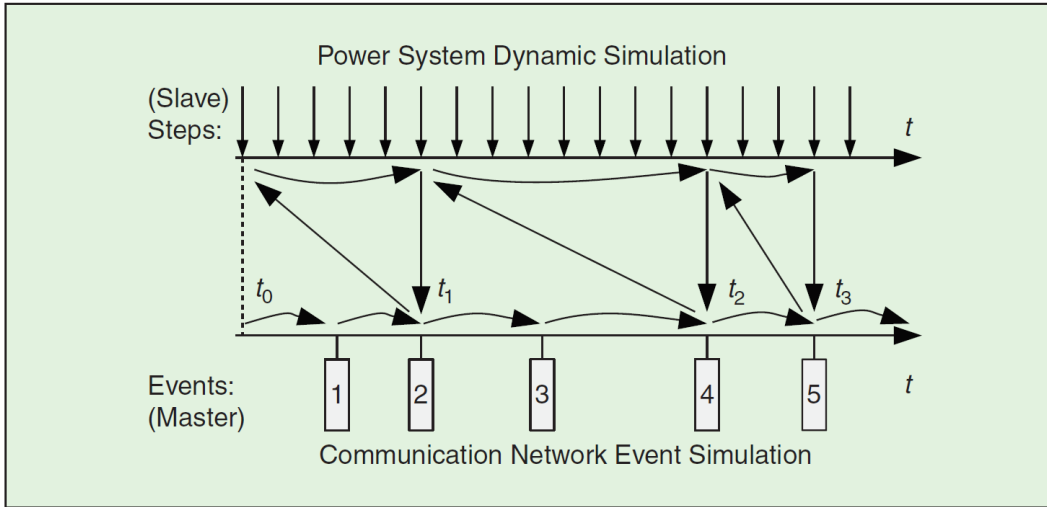 Power System Dynamic Simulation
(Slave)
Steps:
t
t0
t1
t2
t3
Events:
(Master)
1
2
3
4
5
t
Communication Network Event Simulation